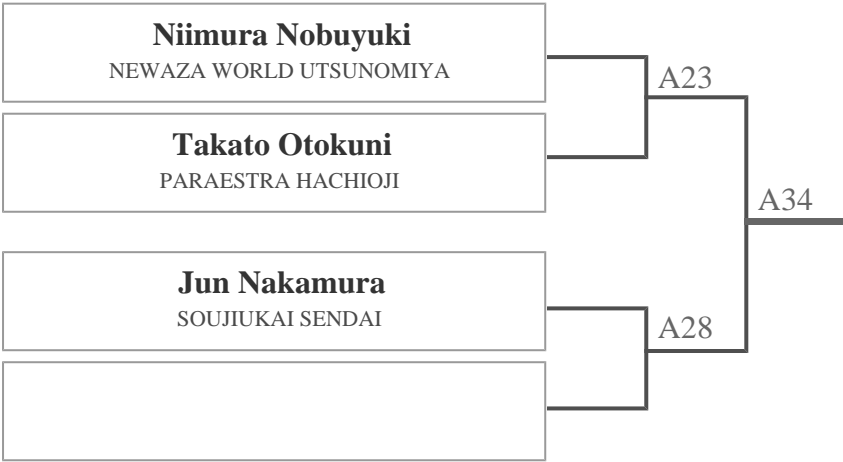 Niimura Nobuyuki
NEWAZA WORLD UTSUNOMIYA
A23
Takato Otokuni
PARAESTRA HACHIOJI
A34
Jun Nakamura
SOUJIUKAI SENDAI
A28